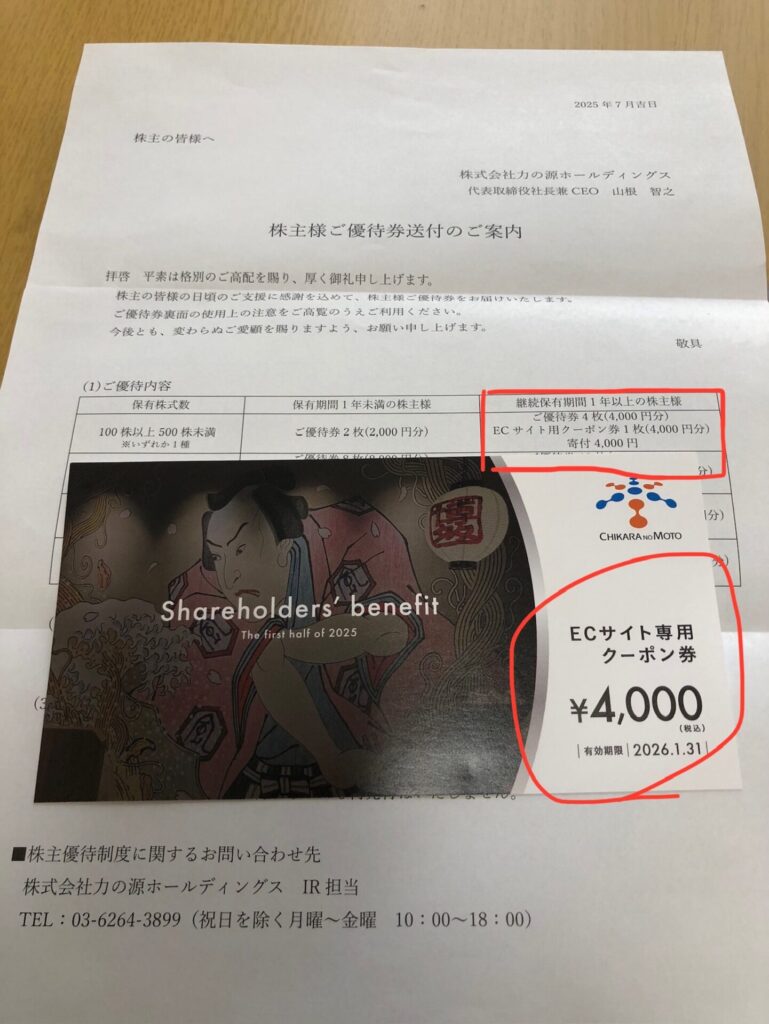 2025年7月吉日
株主の皆様へ
株式会社力の源ホールディングス
代表取締役社長兼CEO 山根 智之
株主様ご優待券送付のご案内
拝啓 平素は格別のご高配を賜り、厚く御礼申し上げます。
株主の皆様の日頃のご支援に感謝を込めて、株主様ご優待券をお届けいたします。
ご優待券裏面の使用上の注意をご高覧のうえご利用ください。
今後とも、変わらぬご愛顧を賜りますよう、お願い申し上げます。
敬具
(1)ご優待内容
保有株式数 保有期間1年未満の株主様 継続保有期間1年以上の株主様
100株以上500株未満
※いずれか1種
ご優待券2枚(2,000円分)
ご優待券4枚(4,000円分)
ECサイト用クーポン券1枚(4,000円分)
寄付4,000円
分)
円分)
分)
CHIKARA NO MOTO
Shareholders' benefit
The first half of 2025
ECサイト専用
クーポン券
¥4,000
(税込)
有効期限 2026.1.31
(3
いたしません。
■株主優待制度に関するお問い合わせ先
株式会社力の源ホールディングス IR担当
TEL：03-6264-3899（祝日を除く月曜～金曜 10：00～18：00）